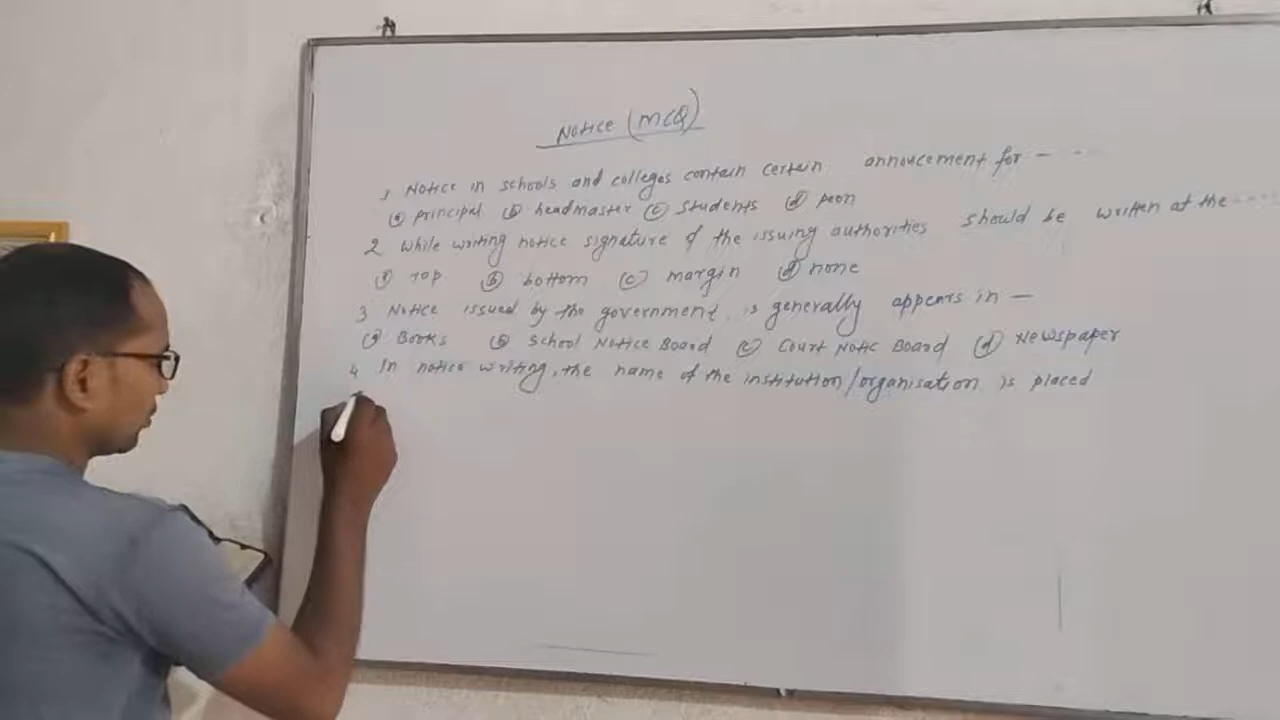 Notice (MCQ)
1 Notice in schools and colleges contain certain annoucement for - - -
(a) principal (b) headmaster (c) students (d) peon
2 While writing notice signature of the issuing authorities should be written at the - - - -
(a) Top (b) bottom (c) margin (d) none
3 Notice issued by the government is generally appears in -
(a) Books (b) School Notice Board (c) Court Notic Board (d) Newspaper
4 In notice writing, the name of the institution/organisation is placed